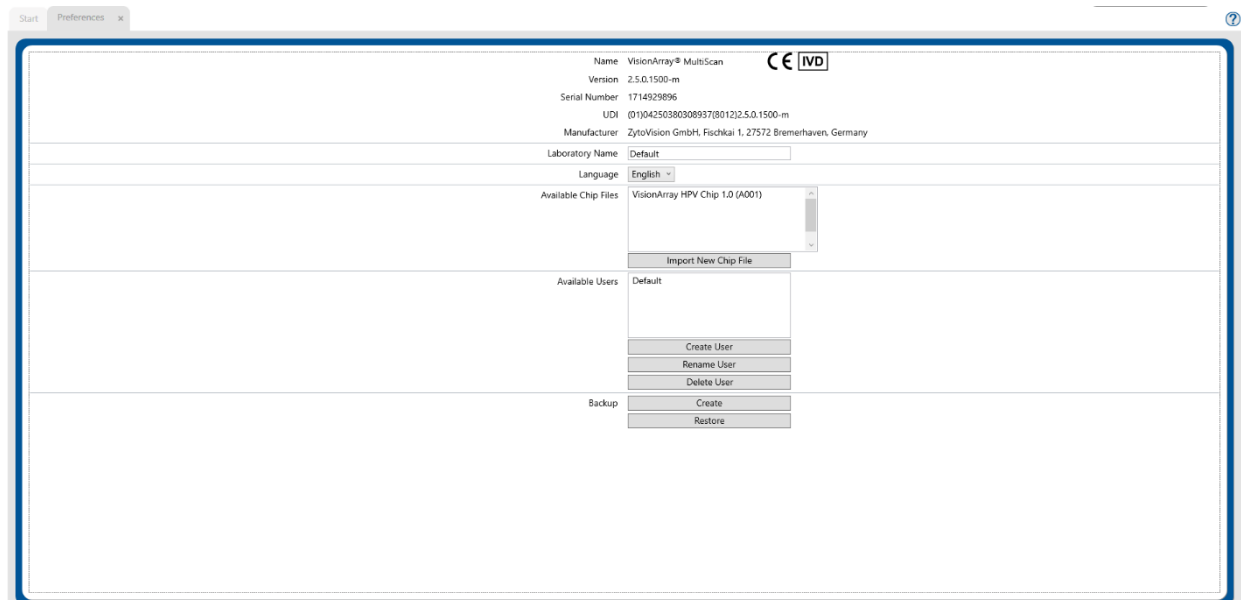 Start Preferences x
?
Name VisionArray® MultiScan CE IVD
Version 2.5.0.1500-m
Serial Number 1714929896
UDI (01)04250380308937(8012)2.5.0.1500-m
Manufacturer ZytoVision GmbH, Fischkai 1, 27572 Bremerhaven, Germany
Laboratory Name Default
Language English
Available Chip Files VisionArray HPV Chip 1.0 (A001)
Import New Chip File
Available Users Default
Create User
Rename User
Delete User
Backup Create
Restore